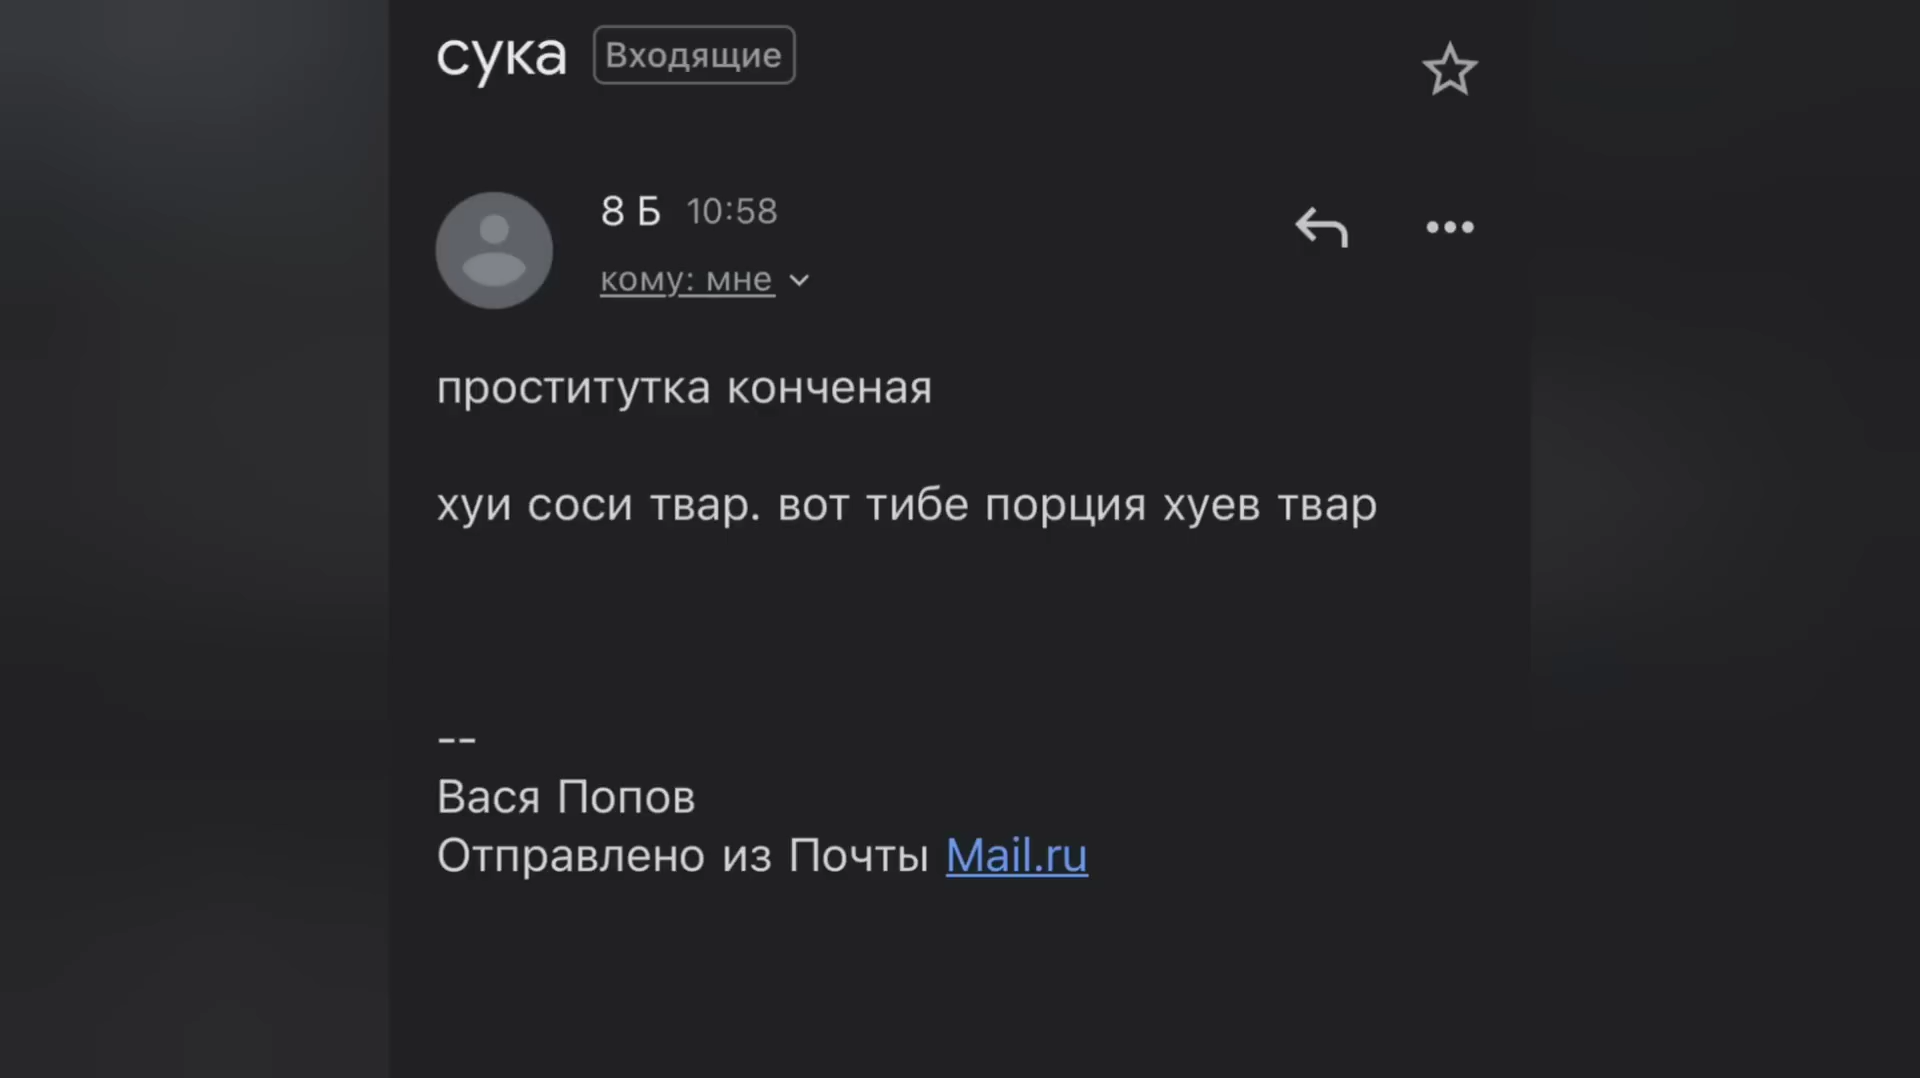 сука Входящие
8 Б 10:58
кому: мне
проститутка конченая
хуи соси твар. вот тибе порция хуев твар
--
Вася Попов
Отправлено из Почты Mail.ru